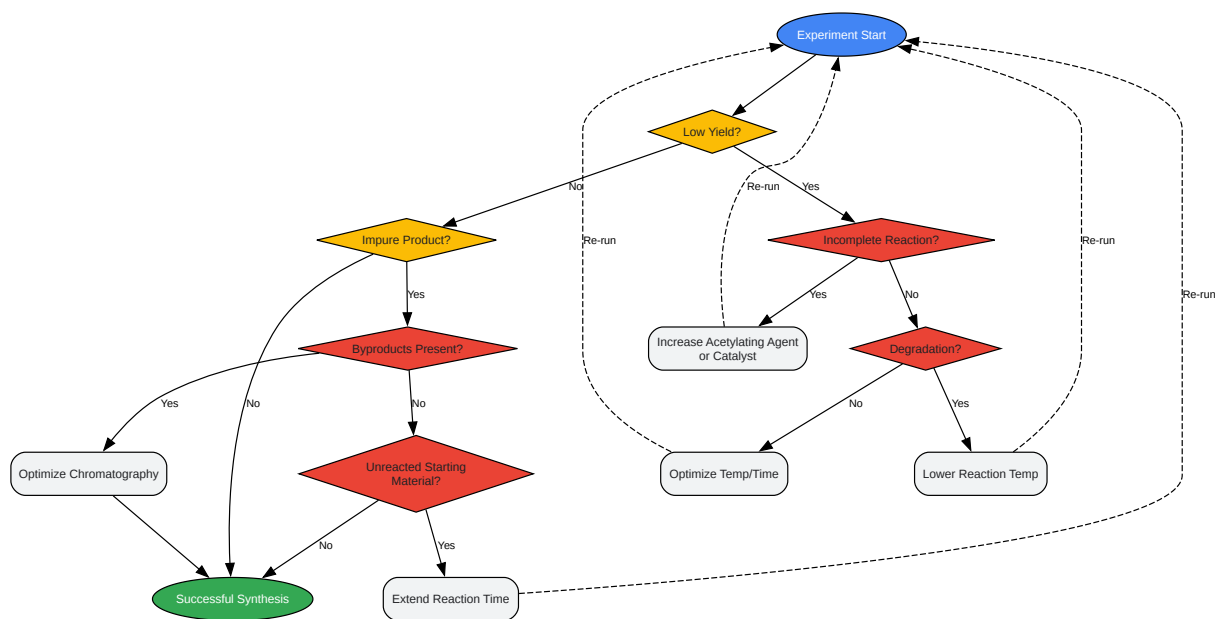 Experiment Start
Low Yield?
No
Re-run
Yes
Impure Product?
Re-run
Incomplete Reaction?
Re-run
Yes
Yes
No
Re-run
Increase Acetylating Agent
or Catalyst
Byproducts Present?
Degradation?
Yes
No
No
No
Yes
Optimize Chromatography
Unreacted Starting
Material?
Optimize Temp/Time
Lower Reaction Temp
No
Yes
Successful Synthesis
Extend Reaction Time